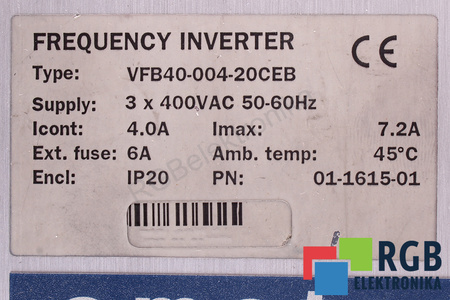 FREQUENCY INVERTER
CE
Type: VFB40-004-20CEB
Supply: 3 x 400VAC 50-60Hz
Icont: 4.0A Imax: 7.2A
Ext. fuse: 6A Amb. temp: 45°C
Encl: IP20 PN: 01-1615-01
RGB
ELEKTRONIKA